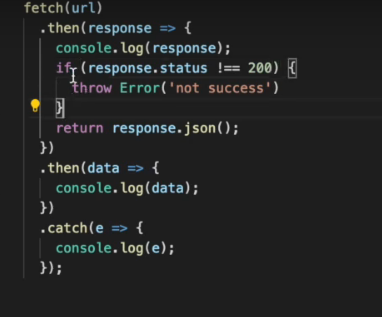 fetch(url)
  .then(response => {
    console.log(response);
    if (response.status !== 200) {
      throw Error('not success')
    }
    return response.json();
  })
  .then(data => {
    console.log(data);
  })
  .catch(e => {
    console.log(e);
  });